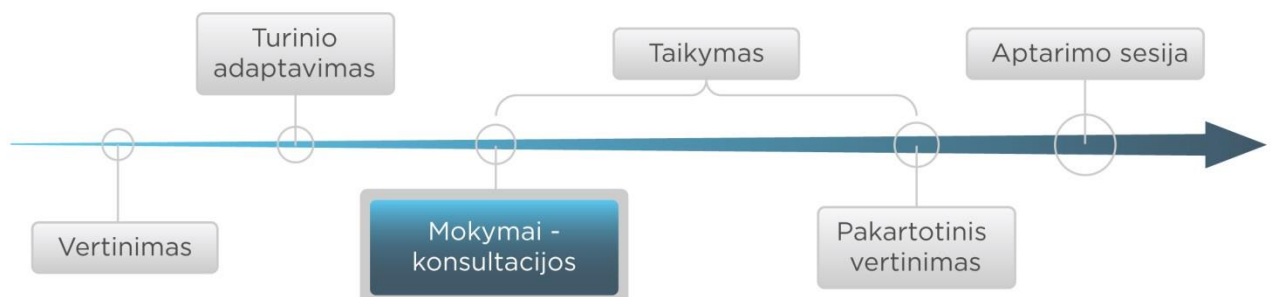 Turinio
adaptavimas
Taikymas
Aptarimo sesija
Vertinimas
Mokymai -
konsultacijos
Pakartotinis
vertinimas